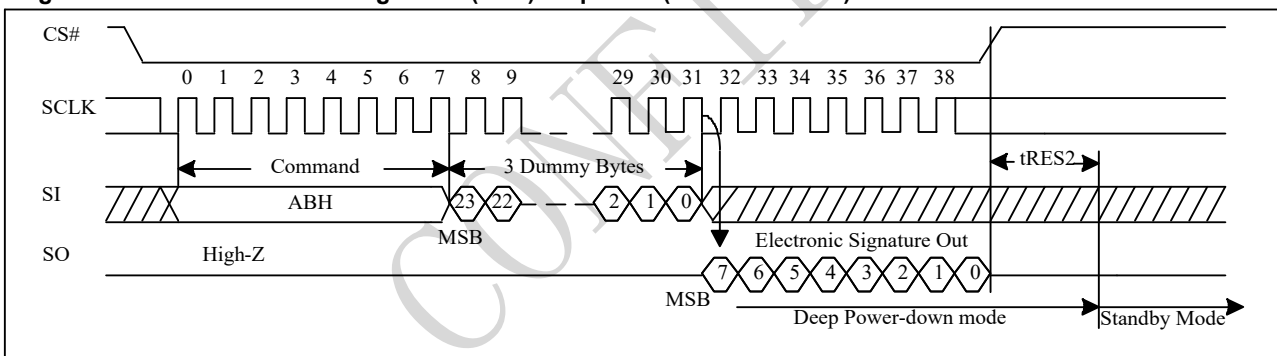 CS#
0 1 2 3 4 5 6 7 8 9 29 30 31 32 33 34 35 36 37 38
SCLK
Command 3 Dummy Bytes tRES2
SI ABH 23 22 2 1 0
MSB
SO High-Z Electronic Signature Out
7 6 5 4 3 2 1 0
MSB
Deep Power-down mode Standby Mode